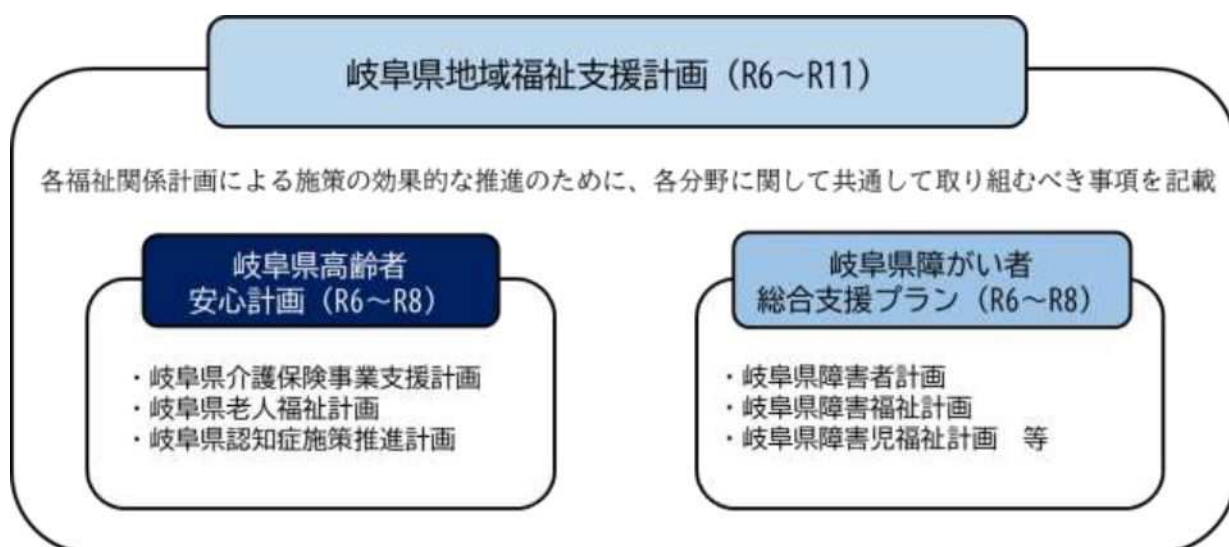 岐阜県地域福祉支援計画（R6～R11）
各福祉関係計画による施策の効果的な推進のために、各分野に関して共通して取り組むべき事項を記載
岐阜県高齢者
安心計画（R6～R8）
・岐阜県介護保険事業支援計画
・岐阜県老人福祉計画
・岐阜県認知症施策推進計画
岐阜県障がい者
総合支援プラン（R6～R8）
・岐阜県障害者計画
・岐阜県障害福祉計画
・岐阜県障害児福祉計画　等